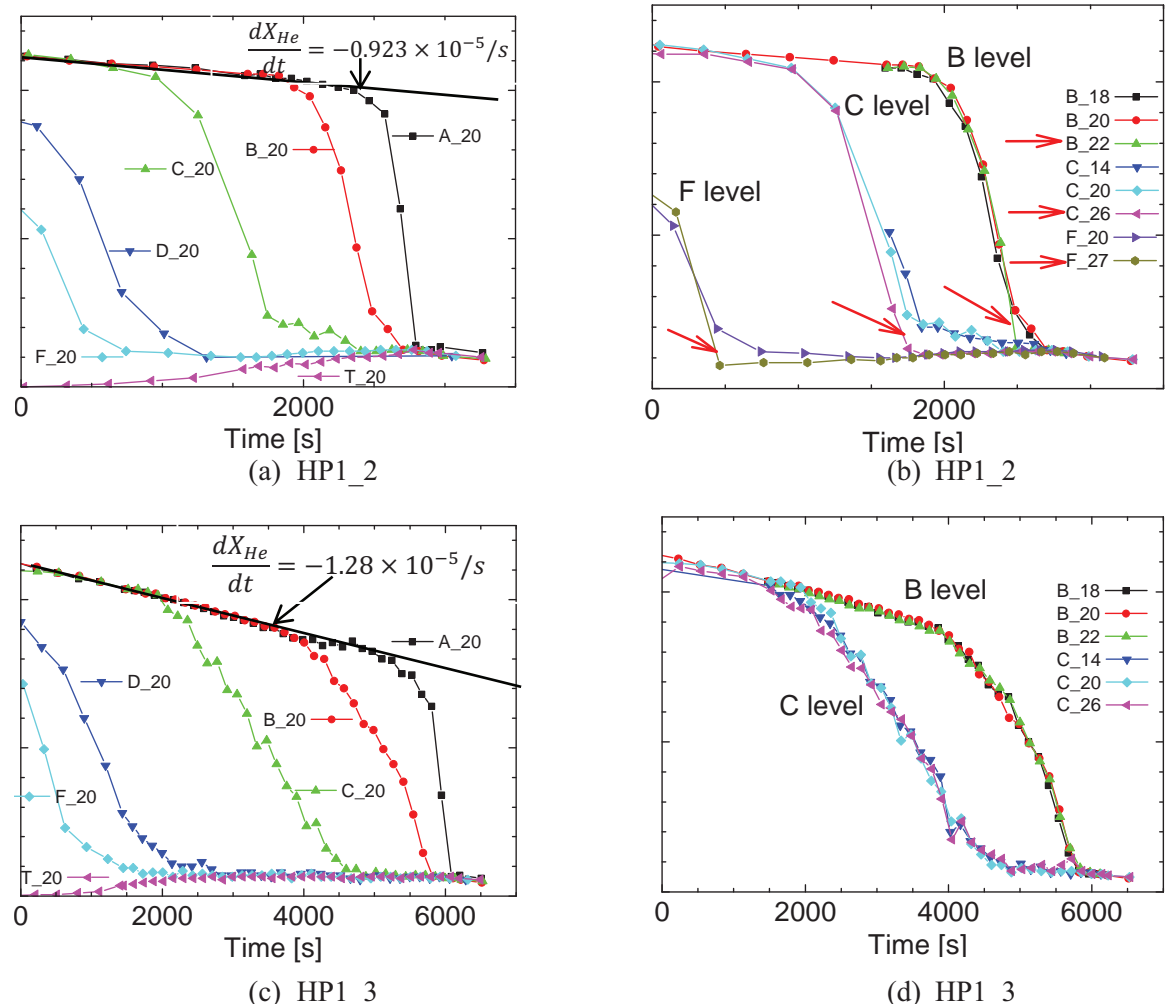 dX_He
dt
= −0.923 × 10⁻⁵/s
A_20
B_20
C_20
D_20
F_20
T_20
0
2000
Time [s]
(a) HP1_2
B level
C level
F level
B_18
B_20
B_22
C_14
C_20
C_26
F_20
F_27
0
2000
Time [s]
(b) HP1_2
dX_He
dt
= −1.28 × 10⁻⁵/s
A_20
D_20
B_20
C_20
F_20
T_20
0
2000
4000
6000
Time [s]
(c) HP1_3
B level
C level
B_18
B_20
B_22
C_14
C_20
C_26
0
2000
4000
6000
Time [s]
(d) HP1_3